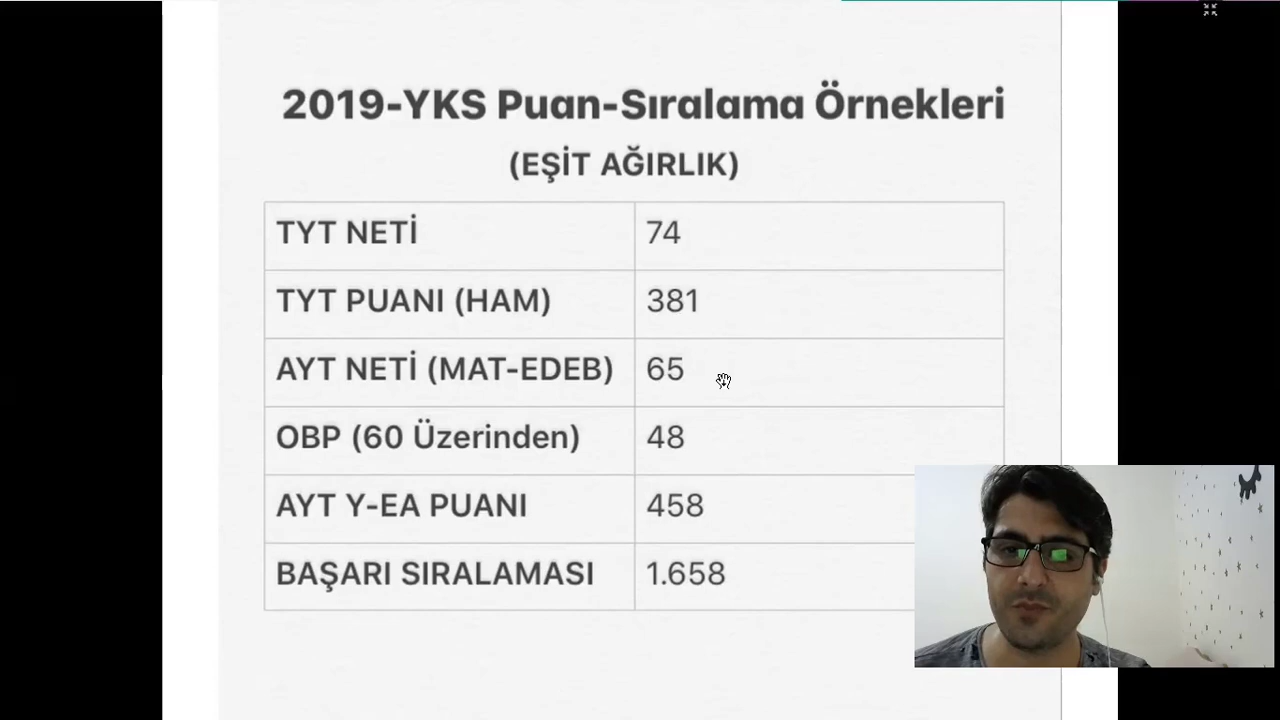 2019-YKS Puan-Sıralama Örnekleri
(EŞİT AĞIRLIK)
TYT NETİ 74
TYT PUANI (HAM) 381
AYT NETİ (MAT-EDEB) 65
OBP (60 Üzerinden) 48
AYT Y-EA PUANI 458
BAŞARI SIRALAMASI 1.658